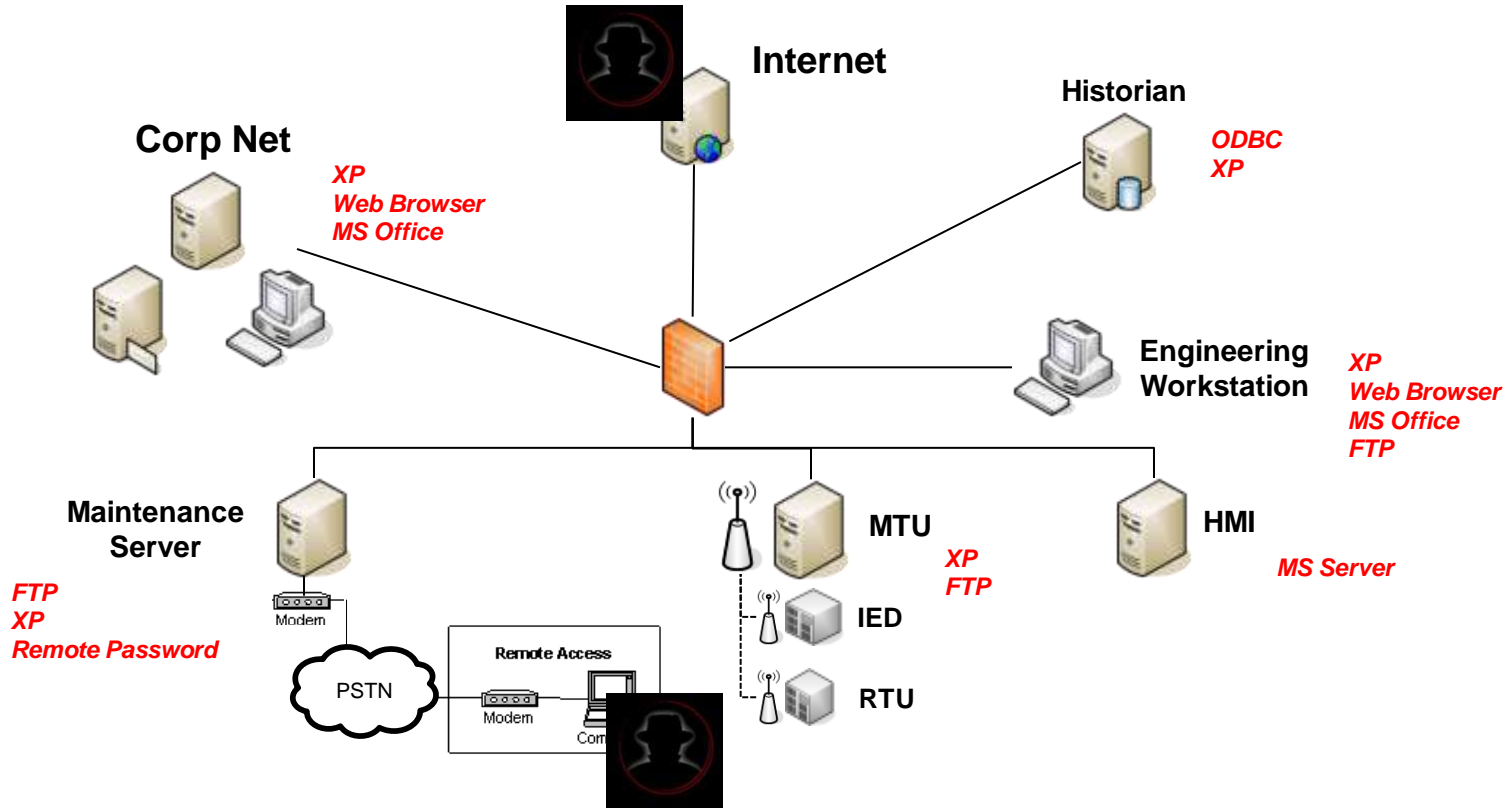 Internet
Historian
ODBC
XP
Corp Net
XP
Web Browser
MS Office
Engineering
Workstation
XP
Web Browser
MS Office
FTP
Maintenance
Server
FTP
XP
Remote Password
Modem
PSTN
Remote Access
Modem
MTU
XP
FTP
IED
RTU
HMI
MS Server